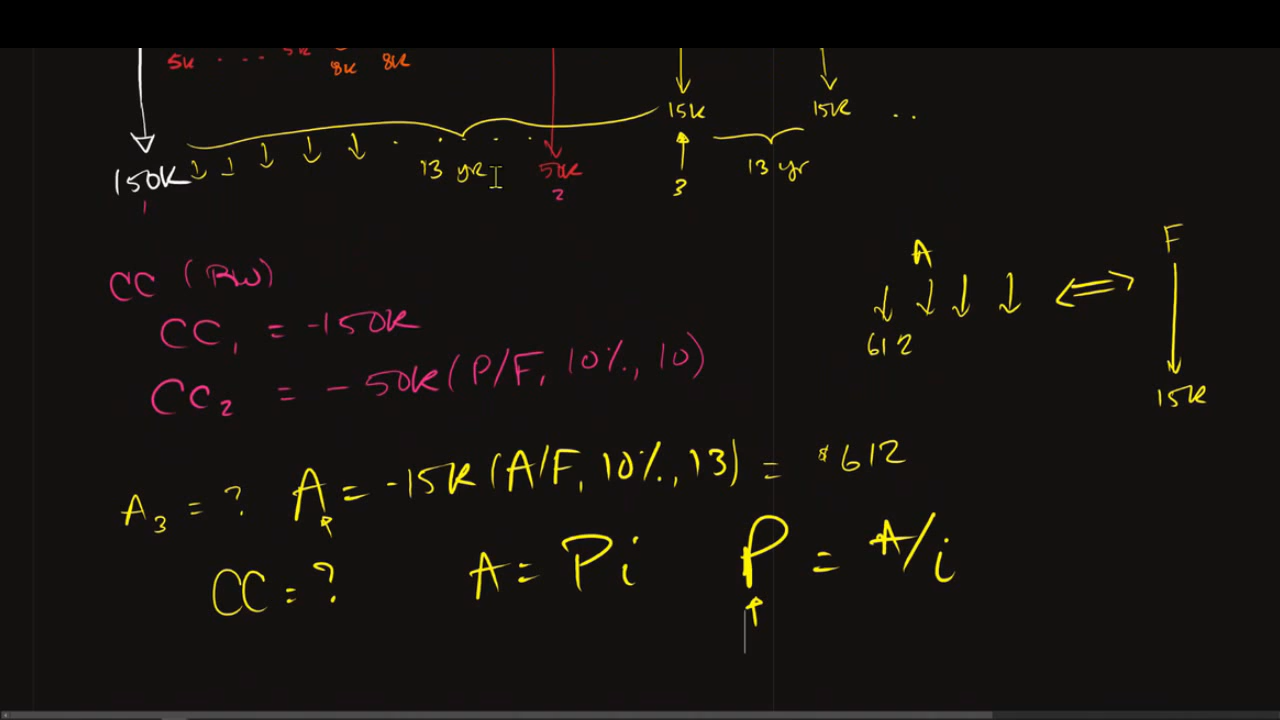 5K . . . 5K
8K 8K
15K 15K . .
150K 13 yr 50K 13 yr
1 2 3
A F
CC (PW)
CC₁ = -150K
612
CC₂ = - 50K (P/F, 10%, 10)
15K
A₃ = ? A = -15K (A/F, 10%, 13) = $612
CC = ? A = Pi P = A/i